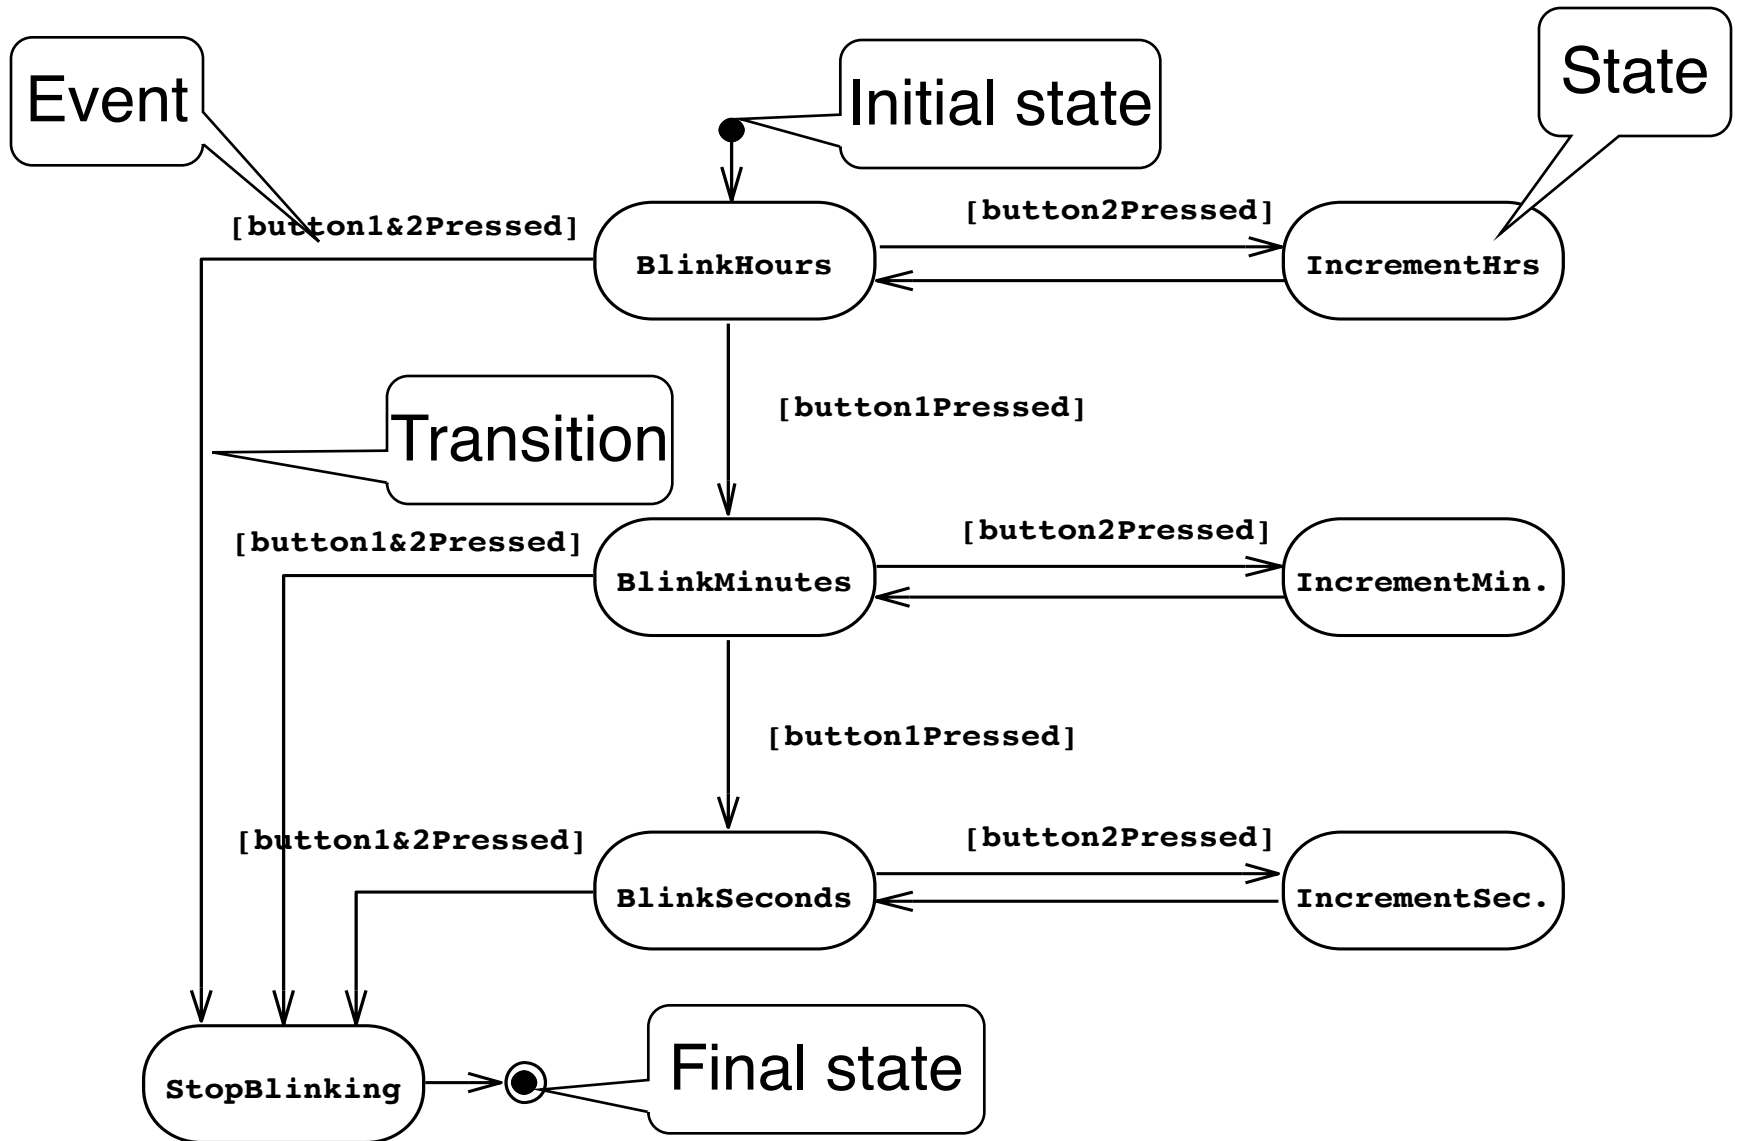 Event
Initial state
State
[button1&2Pressed]
[button2Pressed]
BlinkHours
IncrementHrs
[button1Pressed]
Transition
[button1&2Pressed]
[button2Pressed]
BlinkMinutes
IncrementMin.
[button1Pressed]
[button1&2Pressed]
[button2Pressed]
BlinkSeconds
IncrementSec.
StopBlinking
Final state